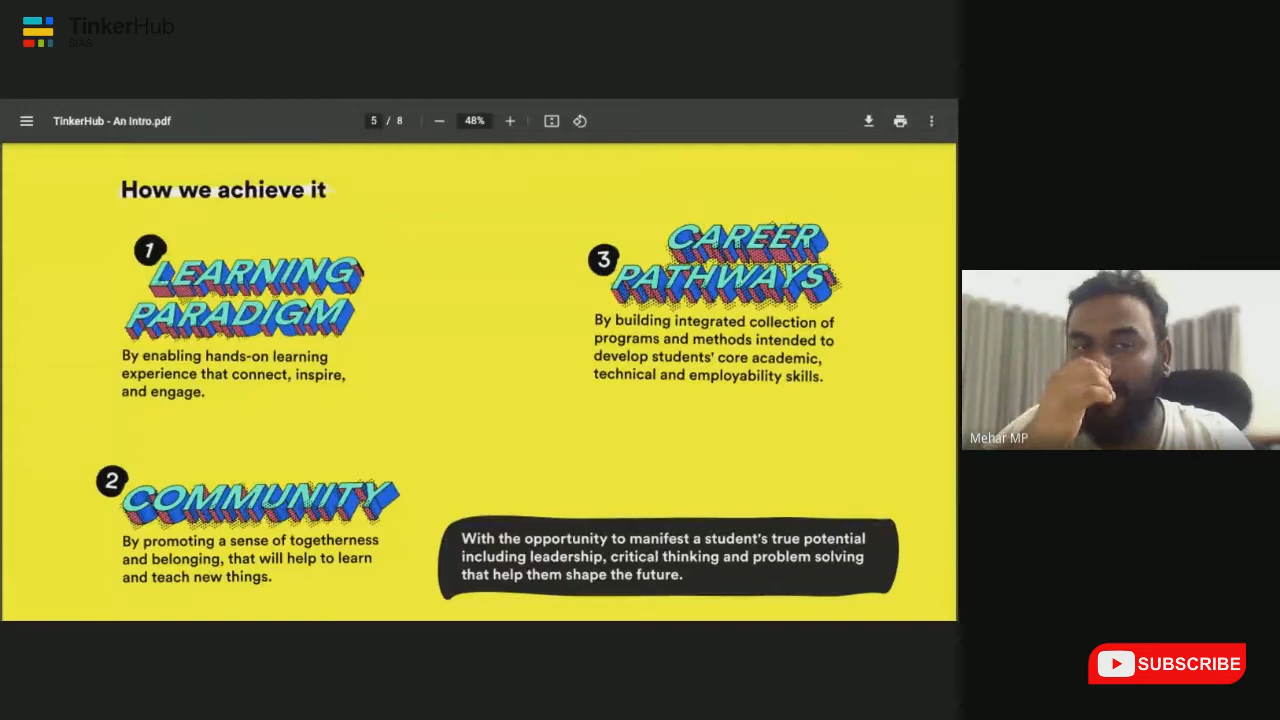 TinkerHub
SIAS
TinkerHub - An Intro.pdf
5 / 8
48%
How we achieve it
1
LEARNING
PARADIGM
By enabling hands-on learning
experience that connect, inspire,
and engage.
2
COMMUNITY
By promoting a sense of togetherness
and belonging, that will help to learn
and teach new things.
3
CAREER
PATHWAYS
By building integrated collection of
programs and methods intended to
develop students' core academic,
technical and employability skills.
With the opportunity to manifest a student's true potential
including leadership, critical thinking and problem solving
that help them shape the future.
Mehar MP
SUBSCRIBE